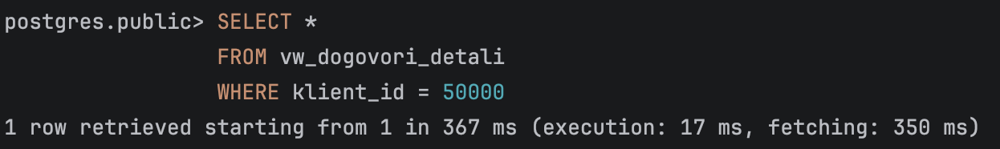 postgres.public> SELECT *
FROM vw_dogovori_detali
WHERE klient_id = 50000
1 row retrieved starting from 1 in 367 ms (execution: 17 ms, fetching: 350 ms)